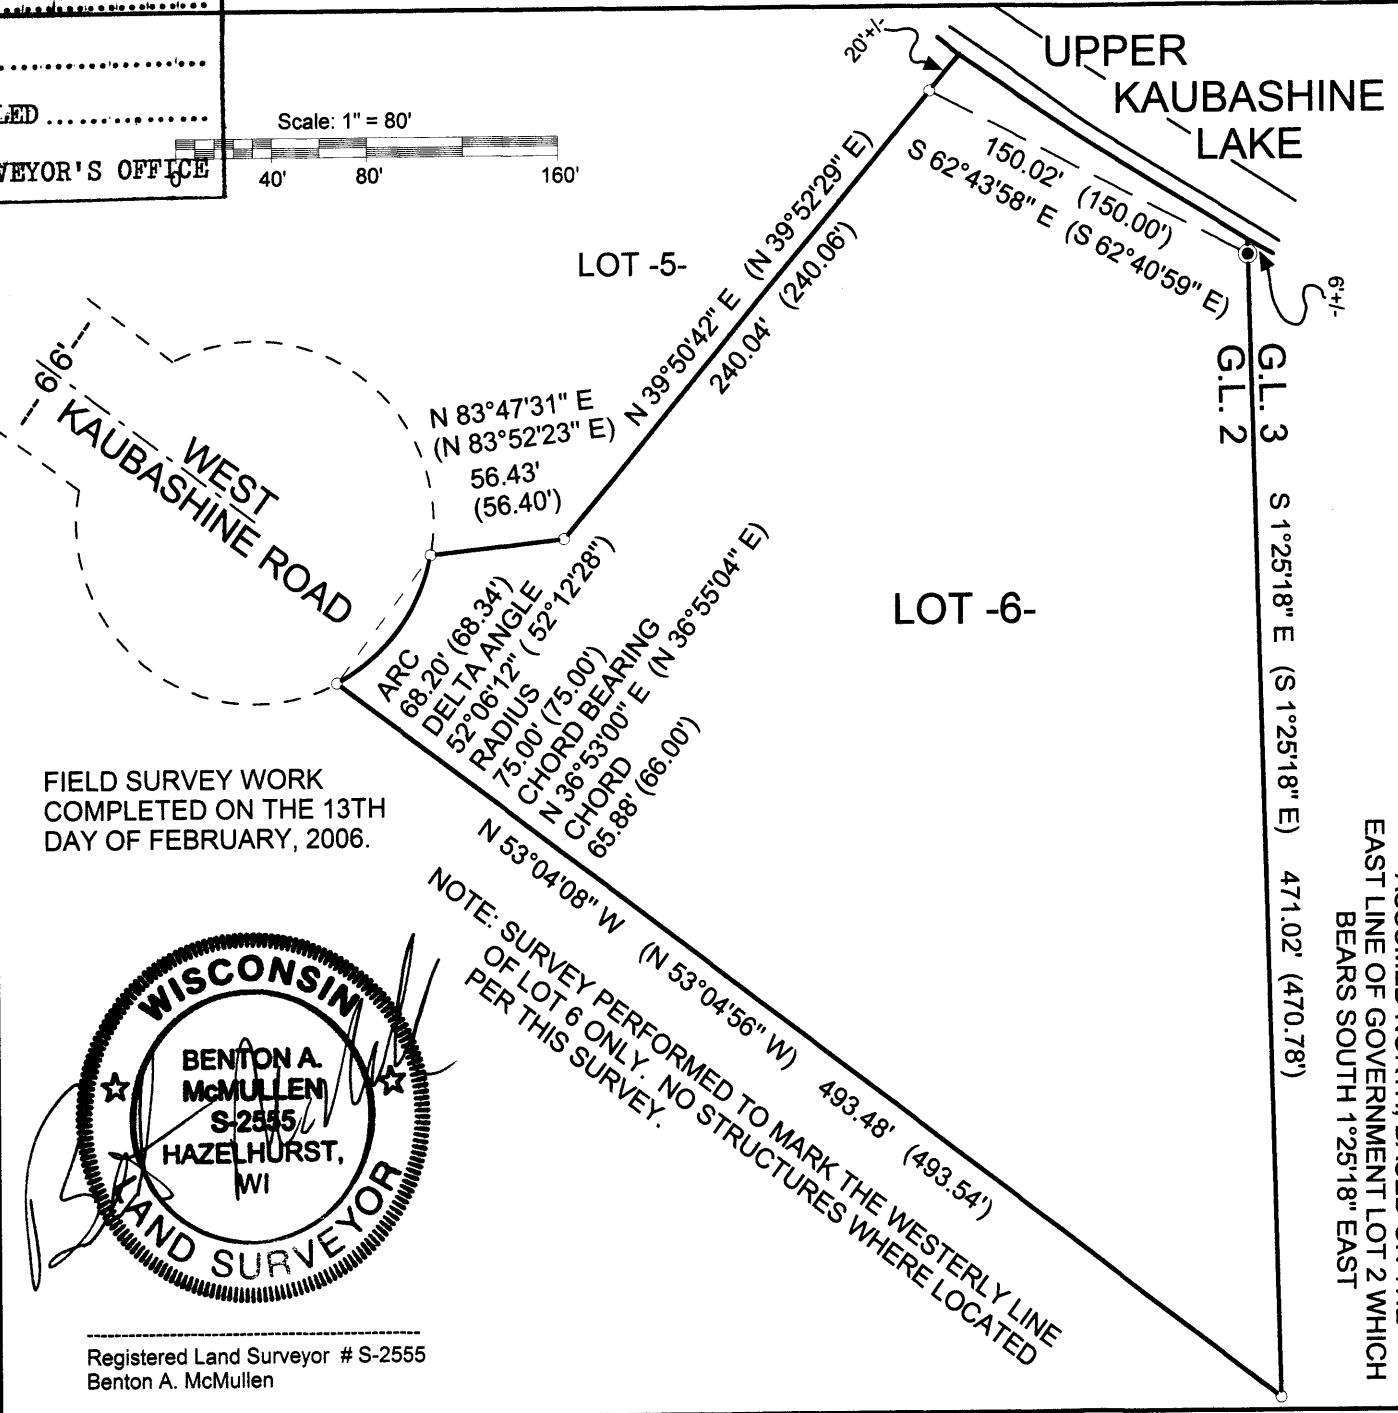 LED ..............
VEYOR'S OFFICE
Scale: 1" = 80'
0 40' 80' 160'
20'+/-
UPPER
KAUBASHINE
LAKE
150.02' (150.00')
S 62°43'58" E (S 62°40'59" E)
6'+/-
LOT -5-
N 39°50'42" E (N 39°52'29" E)
240.04' (240.06')
G.L. 3
G.L. 2
66'
WEST
KAUBASHINE ROAD
N 83°47'31" E
(N 83°52'23" E)
56.43'
(56.40')
S 1°25'18" E (S 1°25'18" E) 471.02' (470.78')
LOT -6-
ARC
68.20' (68.34')
DELTA ANGLE
52°06'12" ( 52°12'28")
RADIUS
75.00' (75.00')
CHORD BEARING
N 36°53'00" E (N 36°55'04" E)
CHORD
65.88' (66.00')
FIELD SURVEY WORK
COMPLETED ON THE 13TH
DAY OF FEBRUARY, 2006.
N 53°04'08" W (N 53°04'56" W) 493.48' (493.54')
NOTE: SURVEY PERFORMED TO MARK THE WESTERLY LINE
OF LOT 6 ONLY. NO STRUCTURES WHERE LOCATED
PER THIS SURVEY.
EAST LINE OF GOVERNMENT LOT 2 WHICH
BEARS SOUTH 1°25'18" EAST
WISCONSIN
BENTON A.
McMULLEN
S-2555
HAZELHURST,
WI
LAND SURVEYOR
Registered Land Surveyor # S-2555
Benton A. McMullen